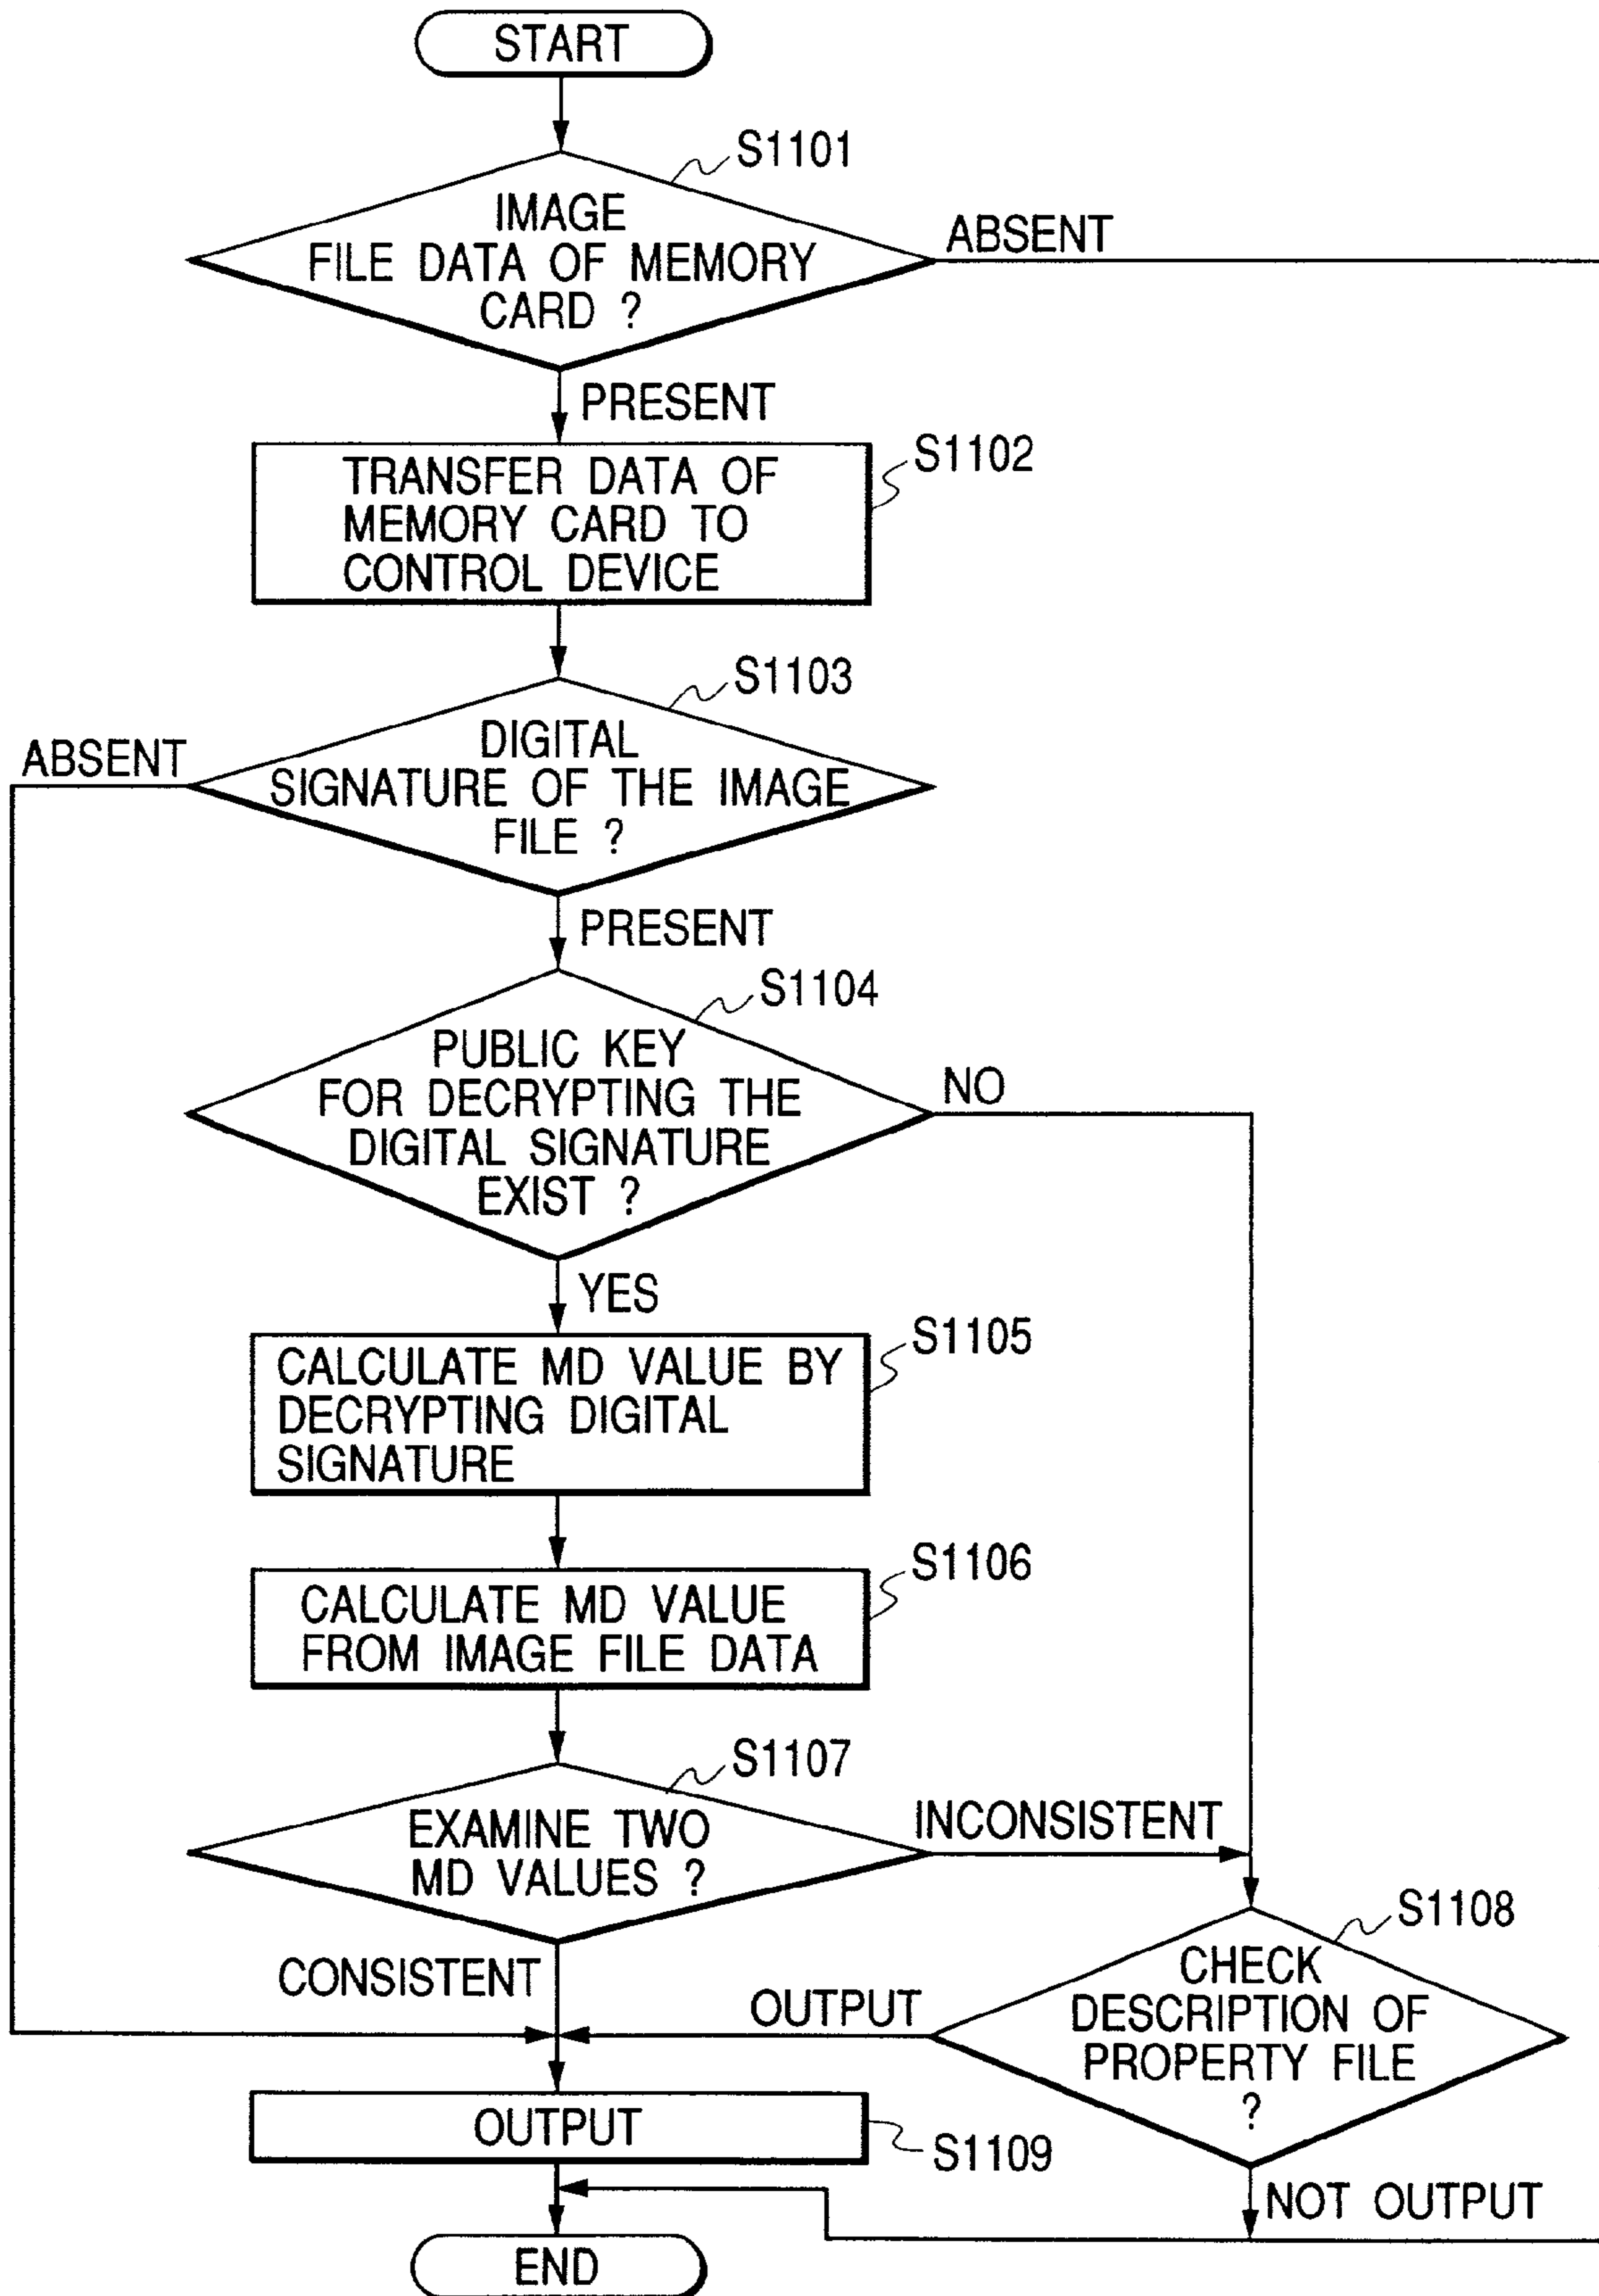 START
S1101
IMAGE
FILE DATA OF MEMORY
CARD ?
ABSENT
PRESENT
S1102
TRANSFER DATA OF
MEMORY CARD TO
CONTROL DEVICE
S1103
ABSENT
DIGITAL
SIGNATURE OF THE IMAGE
FILE ?
PRESENT
S1104
PUBLIC KEY
FOR DECRYPTING THE
DIGITAL SIGNATURE
EXIST ?
NO
YES
S1105
CALCULATE MD VALUE BY
DECRYPTING DIGITAL
SIGNATURE
S1106
CALCULATE MD VALUE
FROM IMAGE FILE DATA
S1107
EXAMINE TWO
MD VALUES ?
INCONSISTENT
S1108
CONSISTENT
CHECK
DESCRIPTION OF
PROPERTY FILE
?
OUTPUT
OUTPUT
S1109
NOT OUTPUT
END